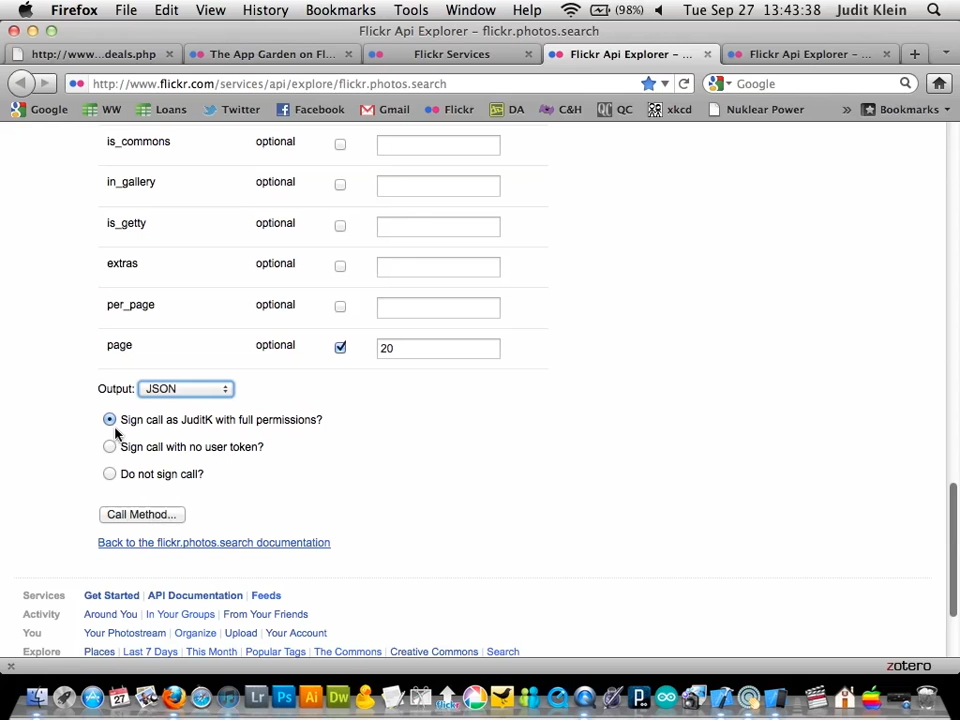 Firefox File Edit View History Bookmarks Tools Window Help (98%) Tue Sep 27 13:43:38 Judit Klein
Flickr Api Explorer – flickr.photos.search
http://www...deals.php The App Garden on Fl... Flickr Services Flickr Api Explorer – ... Flickr Api Explorer – ...
http://www.flickr.com/services/api/explore/flickr.photos.search Google
Google WW Loans Twitter Facebook Gmail Flickr DA C&H QC xkcd Nuklear Power » Bookmarks
is_commons optional
in_gallery optional
is_getty optional
extras optional
per_page optional
page optional 20
Output: JSON
Sign call as JuditK with full permissions?
Sign call with no user token?
Do not sign call?
Call Method...
Back to the flickr.photos.search documentation
Services Get Started | API Documentation | Feeds
Activity Around You | In Your Groups | From Your Friends
You Your Photostream | Organize | Upload | Your Account
Explore Places | Last 7 Days | This Month | Popular Tags | The Commons | Creative Commons | Search
x zotero
27 Lr Ps Ai Dw flickr P